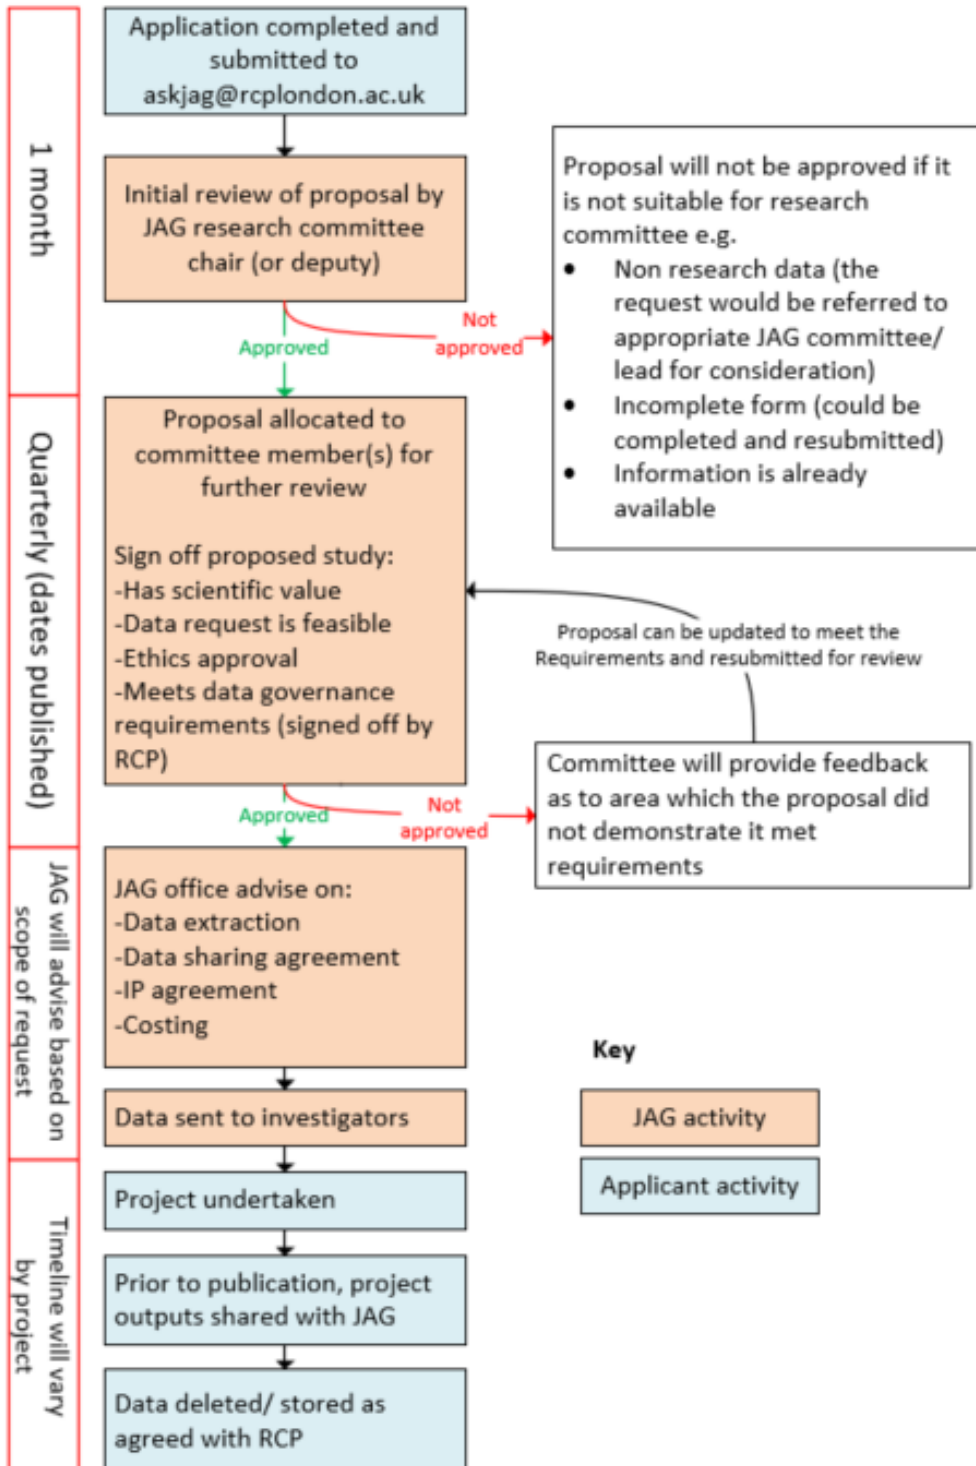 Application completed and
submitted to
askjag@rcplondon.ac.uk
1 month
Initial review of proposal by
JAG research committee
chair (or deputy)
Proposal will not be approved if it
is not suitable for research
committee e.g.
• Non research data (the
request would be referred to
appropriate JAG committee/
lead for consideration)
• Incomplete form (could be
completed and resubmitted)
• Information is already
available
Approved
Not
approved
Quarterly (dates published)
Proposal allocated to
committee member(s) for
further review
Sign off proposed study:
-Has scientific value
-Data request is feasible
-Ethics approval
-Meets data governance
requirements (signed off by
RCP)
Proposal can be updated to meet the
Requirements and resubmitted for review
Approved
Not
approved
Committee will provide feedback
as to area which the proposal did
not demonstrate it met
requirements
JAG will advise based on
scope of request
JAG office advise on:
-Data extraction
-Data sharing agreement
-IP agreement
-Costing
Data sent to investigators
Key
JAG activity
Applicant activity
Timeline will vary
by project
Project undertaken
Prior to publication, project
outputs shared with JAG
Data deleted/ stored as
agreed with RCP